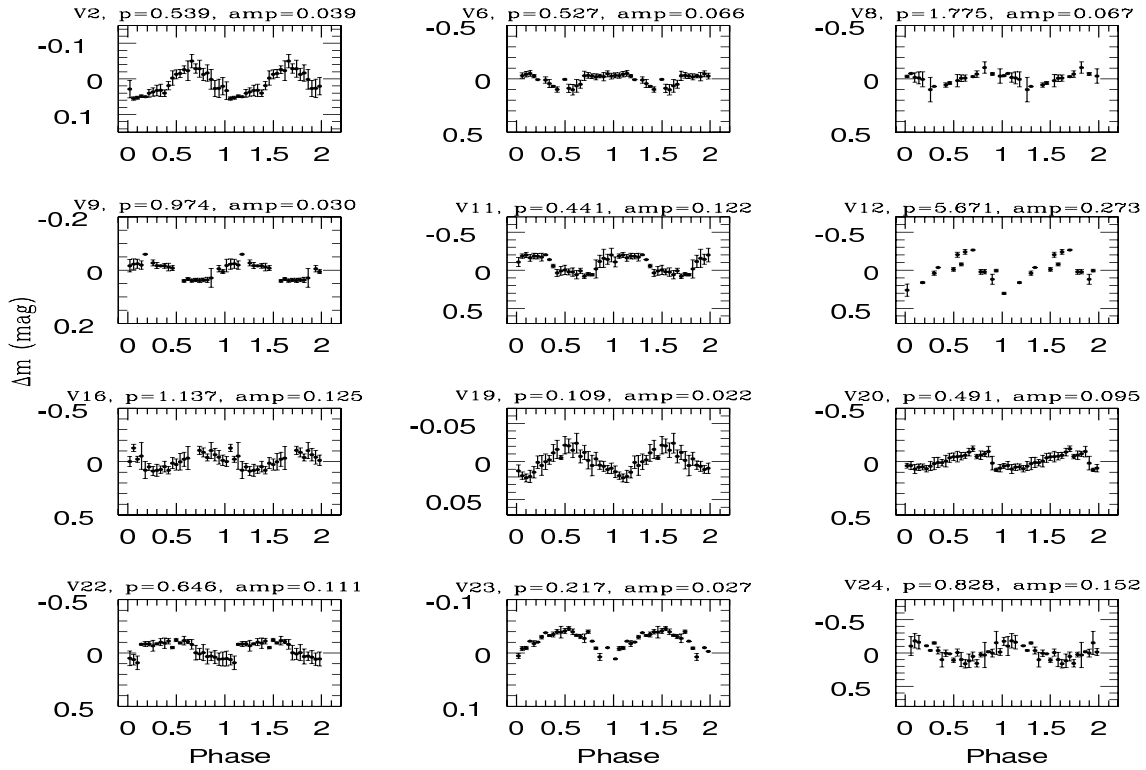 V2, p=0.539, amp=0.039
V6, p=0.527, amp=0.066
V8, p=1.775, amp=0.067
-0.1
0
0.1
0 0.5 1 1.5 2
-0.5
0
0.5
0 0.5 1 1.5 2
-0.5
0
0.5
0 0.5 1 1.5 2
V9, p=0.974, amp=0.030
V11, p=0.441, amp=0.122
V12, p=5.671, amp=0.273
-0.2
0
0.2
0 0.5 1 1.5 2
-0.5
0
0.5
0 0.5 1 1.5 2
-0.5
0
0.5
0 0.5 1 1.5 2
Δm (mag)
V16, p=1.137, amp=0.125
V19, p=0.109, amp=0.022
V20, p=0.491, amp=0.095
-0.5
0
0.5
0 0.5 1 1.5 2
-0.05
0
0.05
0 0.5 1 1.5 2
-0.5
0
0.5
0 0.5 1 1.5 2
V22, p=0.646, amp=0.111
V23, p=0.217, amp=0.027
V24, p=0.828, amp=0.152
-0.5
0
0.5
0 0.5 1 1.5 2
-0.1
0
0.1
0 0.5 1 1.5 2
-0.5
0
0.5
0 0.5 1 1.5 2
Phase
Phase
Phase